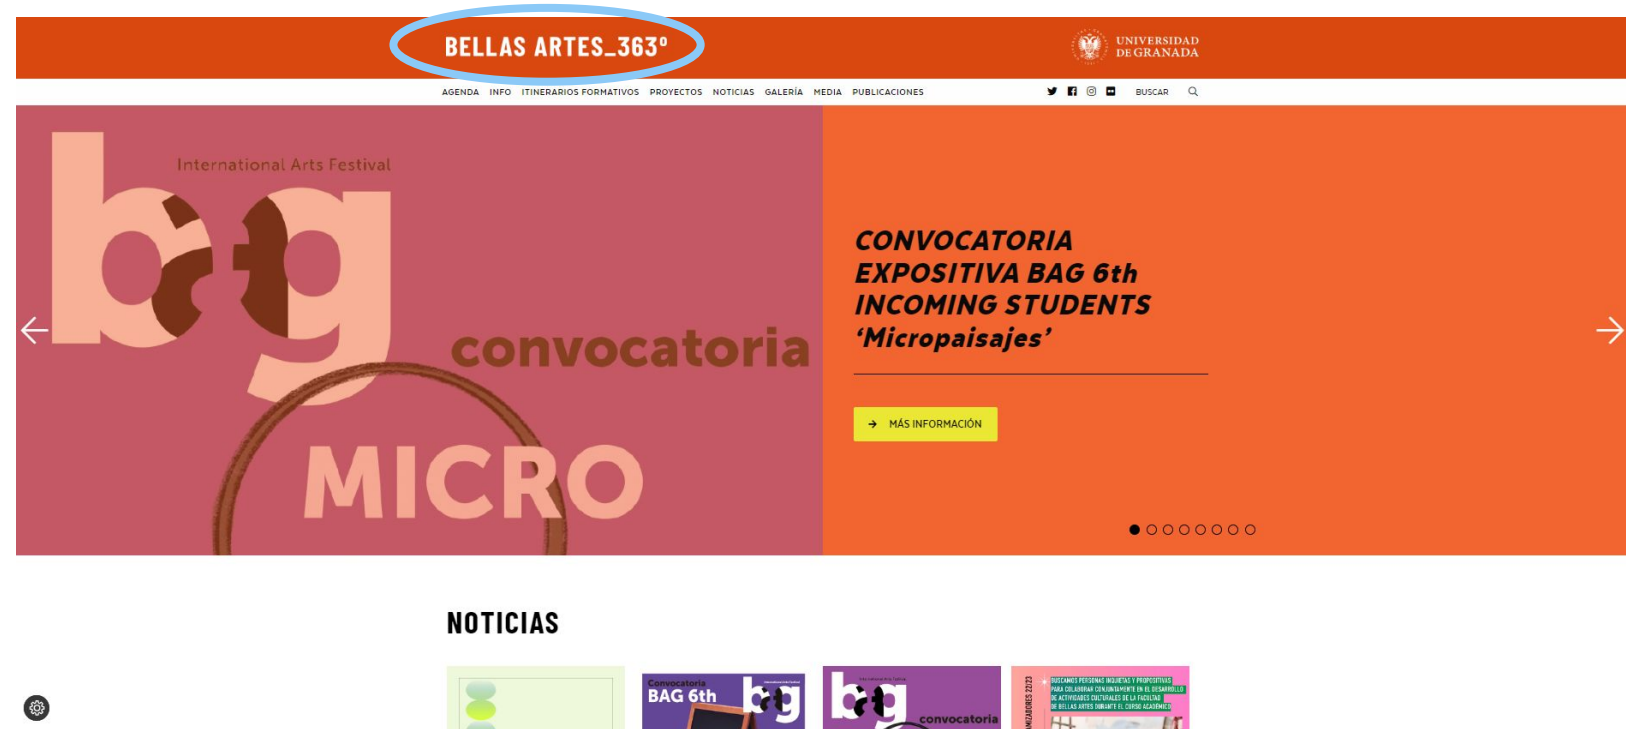 BELLAS ARTES_363º
UNIVERSIDAD
DE GRANADA
AGENDA INFO ITINERARIOS FORMATIVOS PROYECTOS NOTICIAS GALERÍA MEDIA PUBLICACIONES
BUSCAR
International Arts Festival
bag
convocatoria
MICRO
CONVOCATORIA
EXPOSITIVA BAG 6th
INCOMING STUDENTS
‘Micropaisajes’
MÁS INFORMACIÓN
NOTICIAS
Convocatoria
BAG 6th
bag
bag
convocatoria
BUSCAMOS PERSONAS INQUIETAS Y PROPOSITIVAS
PARA COLABORAR CONJUNTAMENTE EN EL DESARROLLO
DE ACTIVIDADES CULTURALES DE LA FACULTAD
DE BELLAS ARTES DURANTE EL CURSO ACADÉMICO
22/23